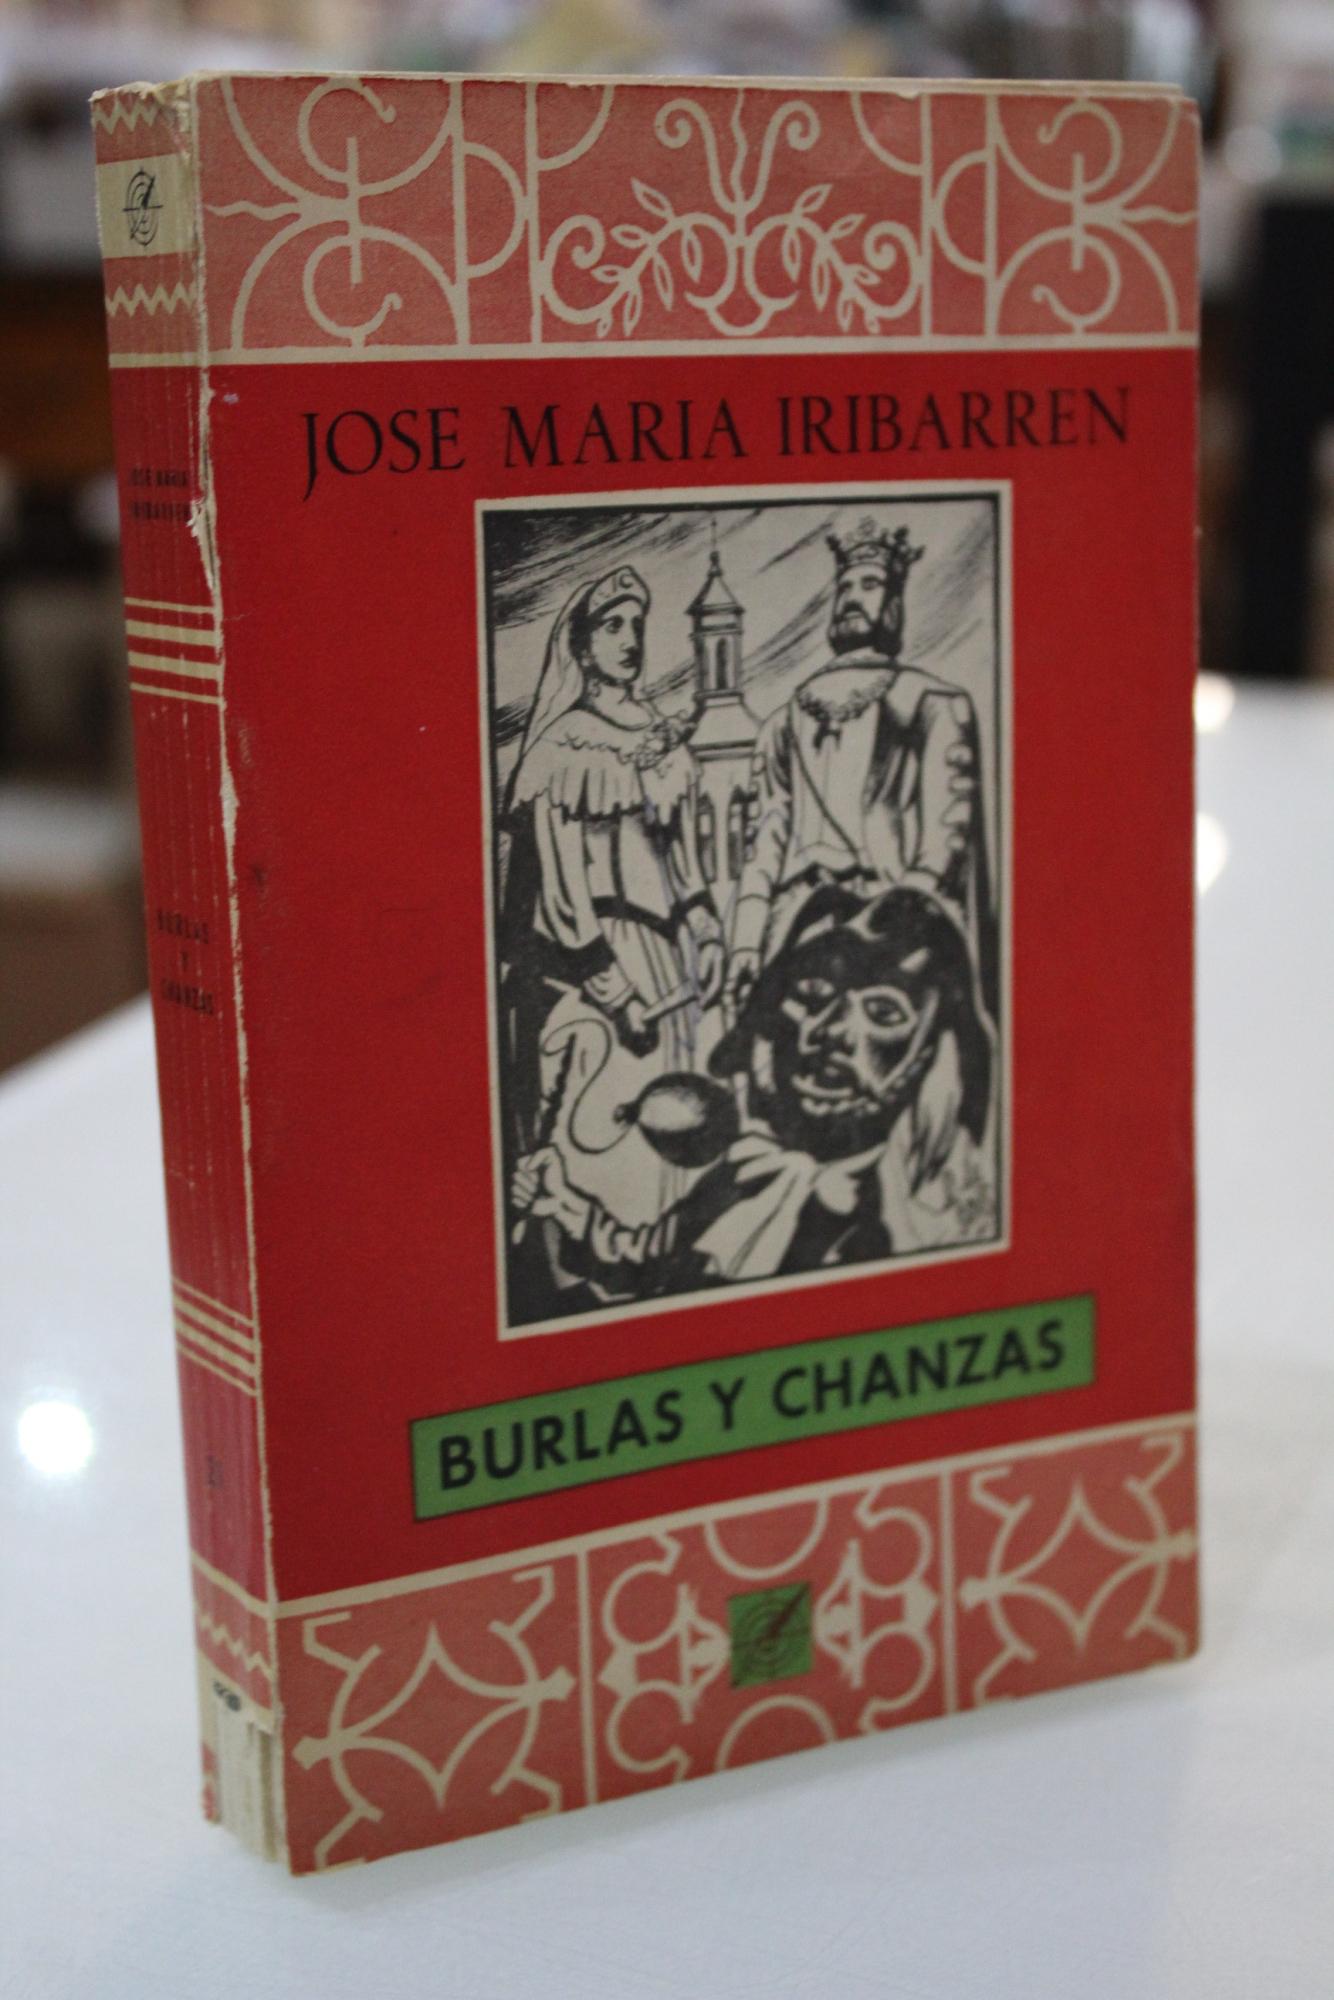 JOSE MARIA IRIBARREN
BURLAS Y CHANZAS
JOSE MARIA
IRIBARREN
BURLAS
Y
CHANZAS